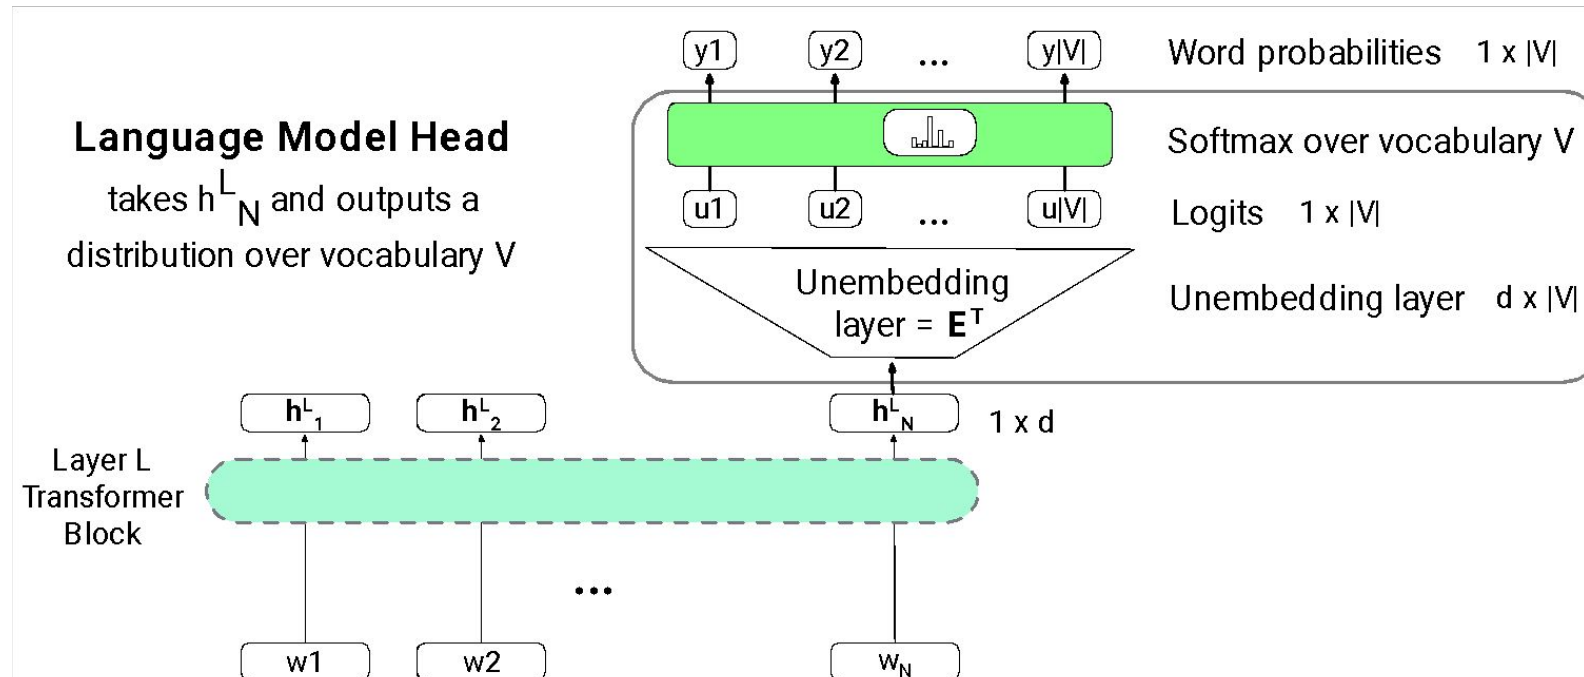 y1 y2 ... y|V| Word probabilities 1 x |V|
Language Model Head
takes h^L_N and outputs a
distribution over vocabulary V
Softmax over vocabulary V
u1 u2 ... u|V| Logits 1 x |V|
Unembedding
layer = E^T
Unembedding layer d x |V|
h^L_1 h^L_2 h^L_N 1 x d
Layer L
Transformer
Block
...
w1 w2 w_N